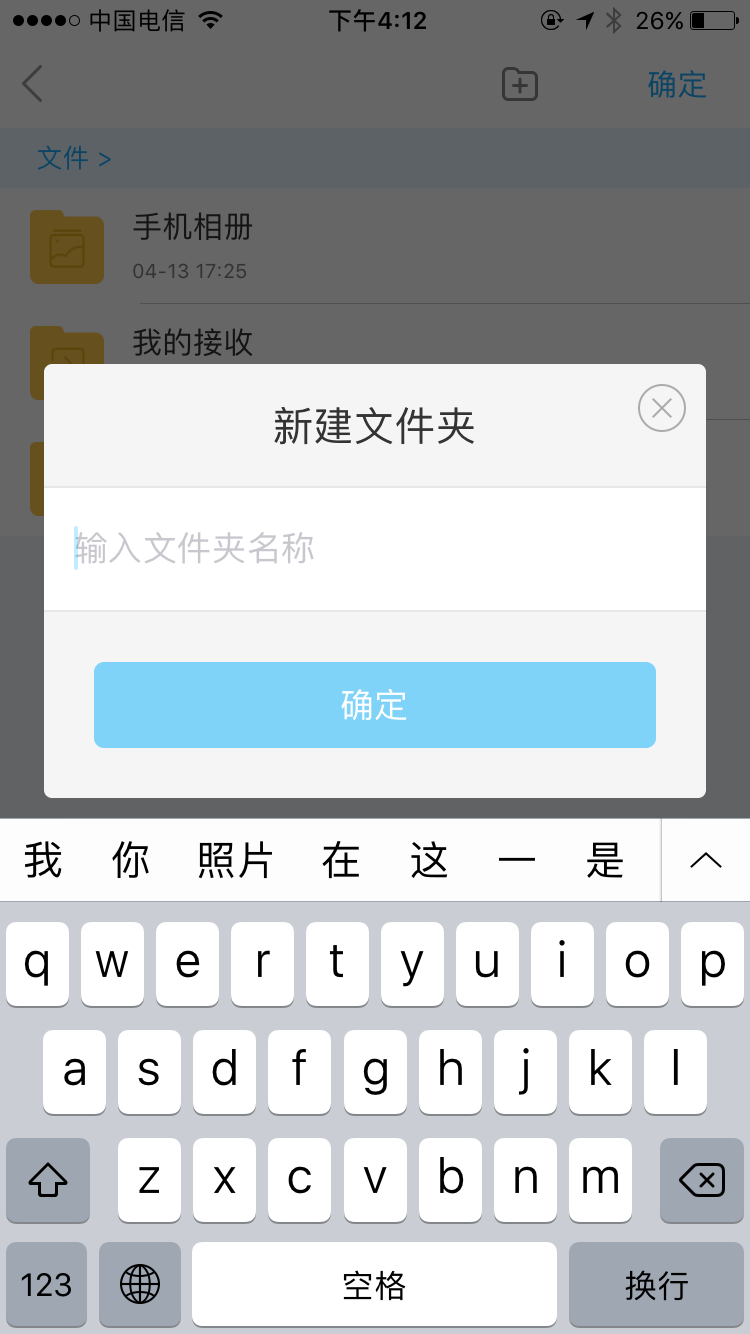 中国电信 下午4:12 26%
确定
文件 >
手机相册
04-13 17:25
我的接收
新建文件夹
输入文件夹名称
确定
我 你 照片 在 这 一 是
q w e r t y u i o p
a s d f g h j k l
z x c v b n m
123 空格 换行